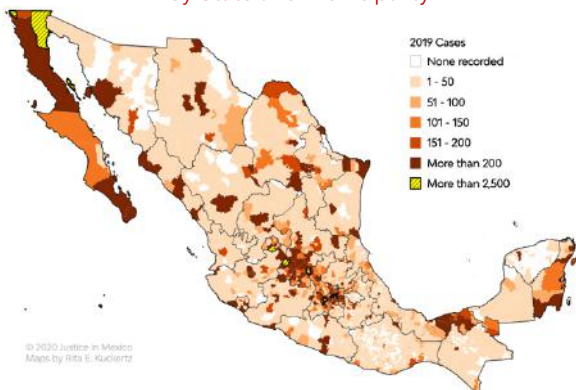 2019 Cases
None recorded
1 - 50
51 - 100
101 - 150
151 - 200
More than 200
More than 2,500
© 2020 Justice in Mexico
Maps by Rita E. Kuckertz